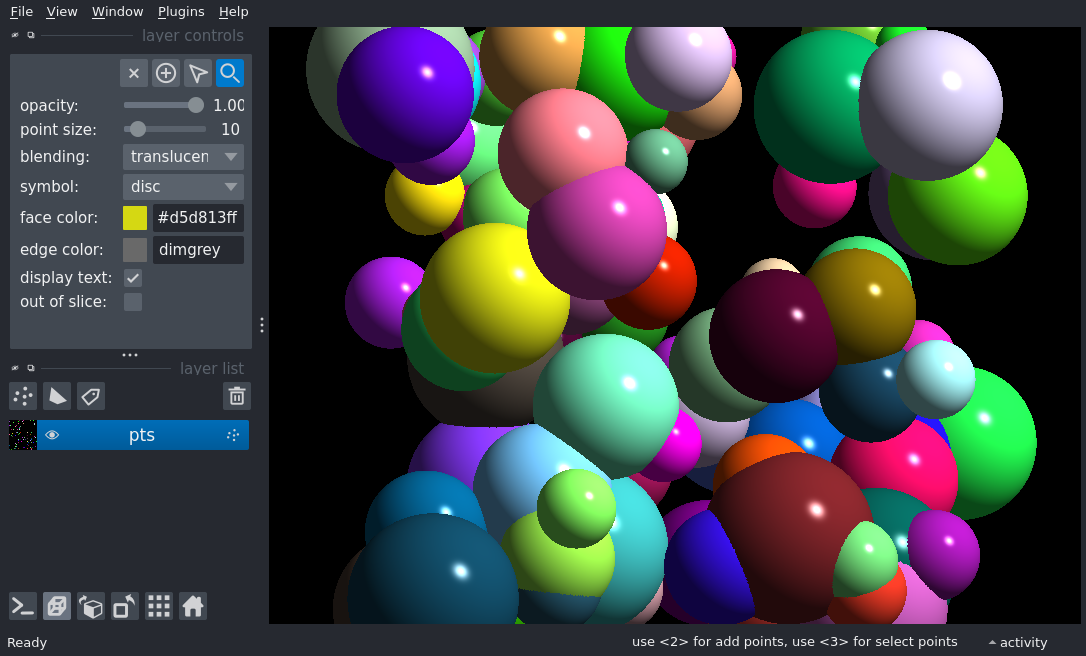 File View Window Plugins Help
layer controls
opacity: 1.00
point size: 10
blending: translucen
symbol: disc
face color: #d5d813ff
edge color: dimgrey
display text:
out of slice:
layer list
pts
Ready use <2> for add points, use <3> for select points activity